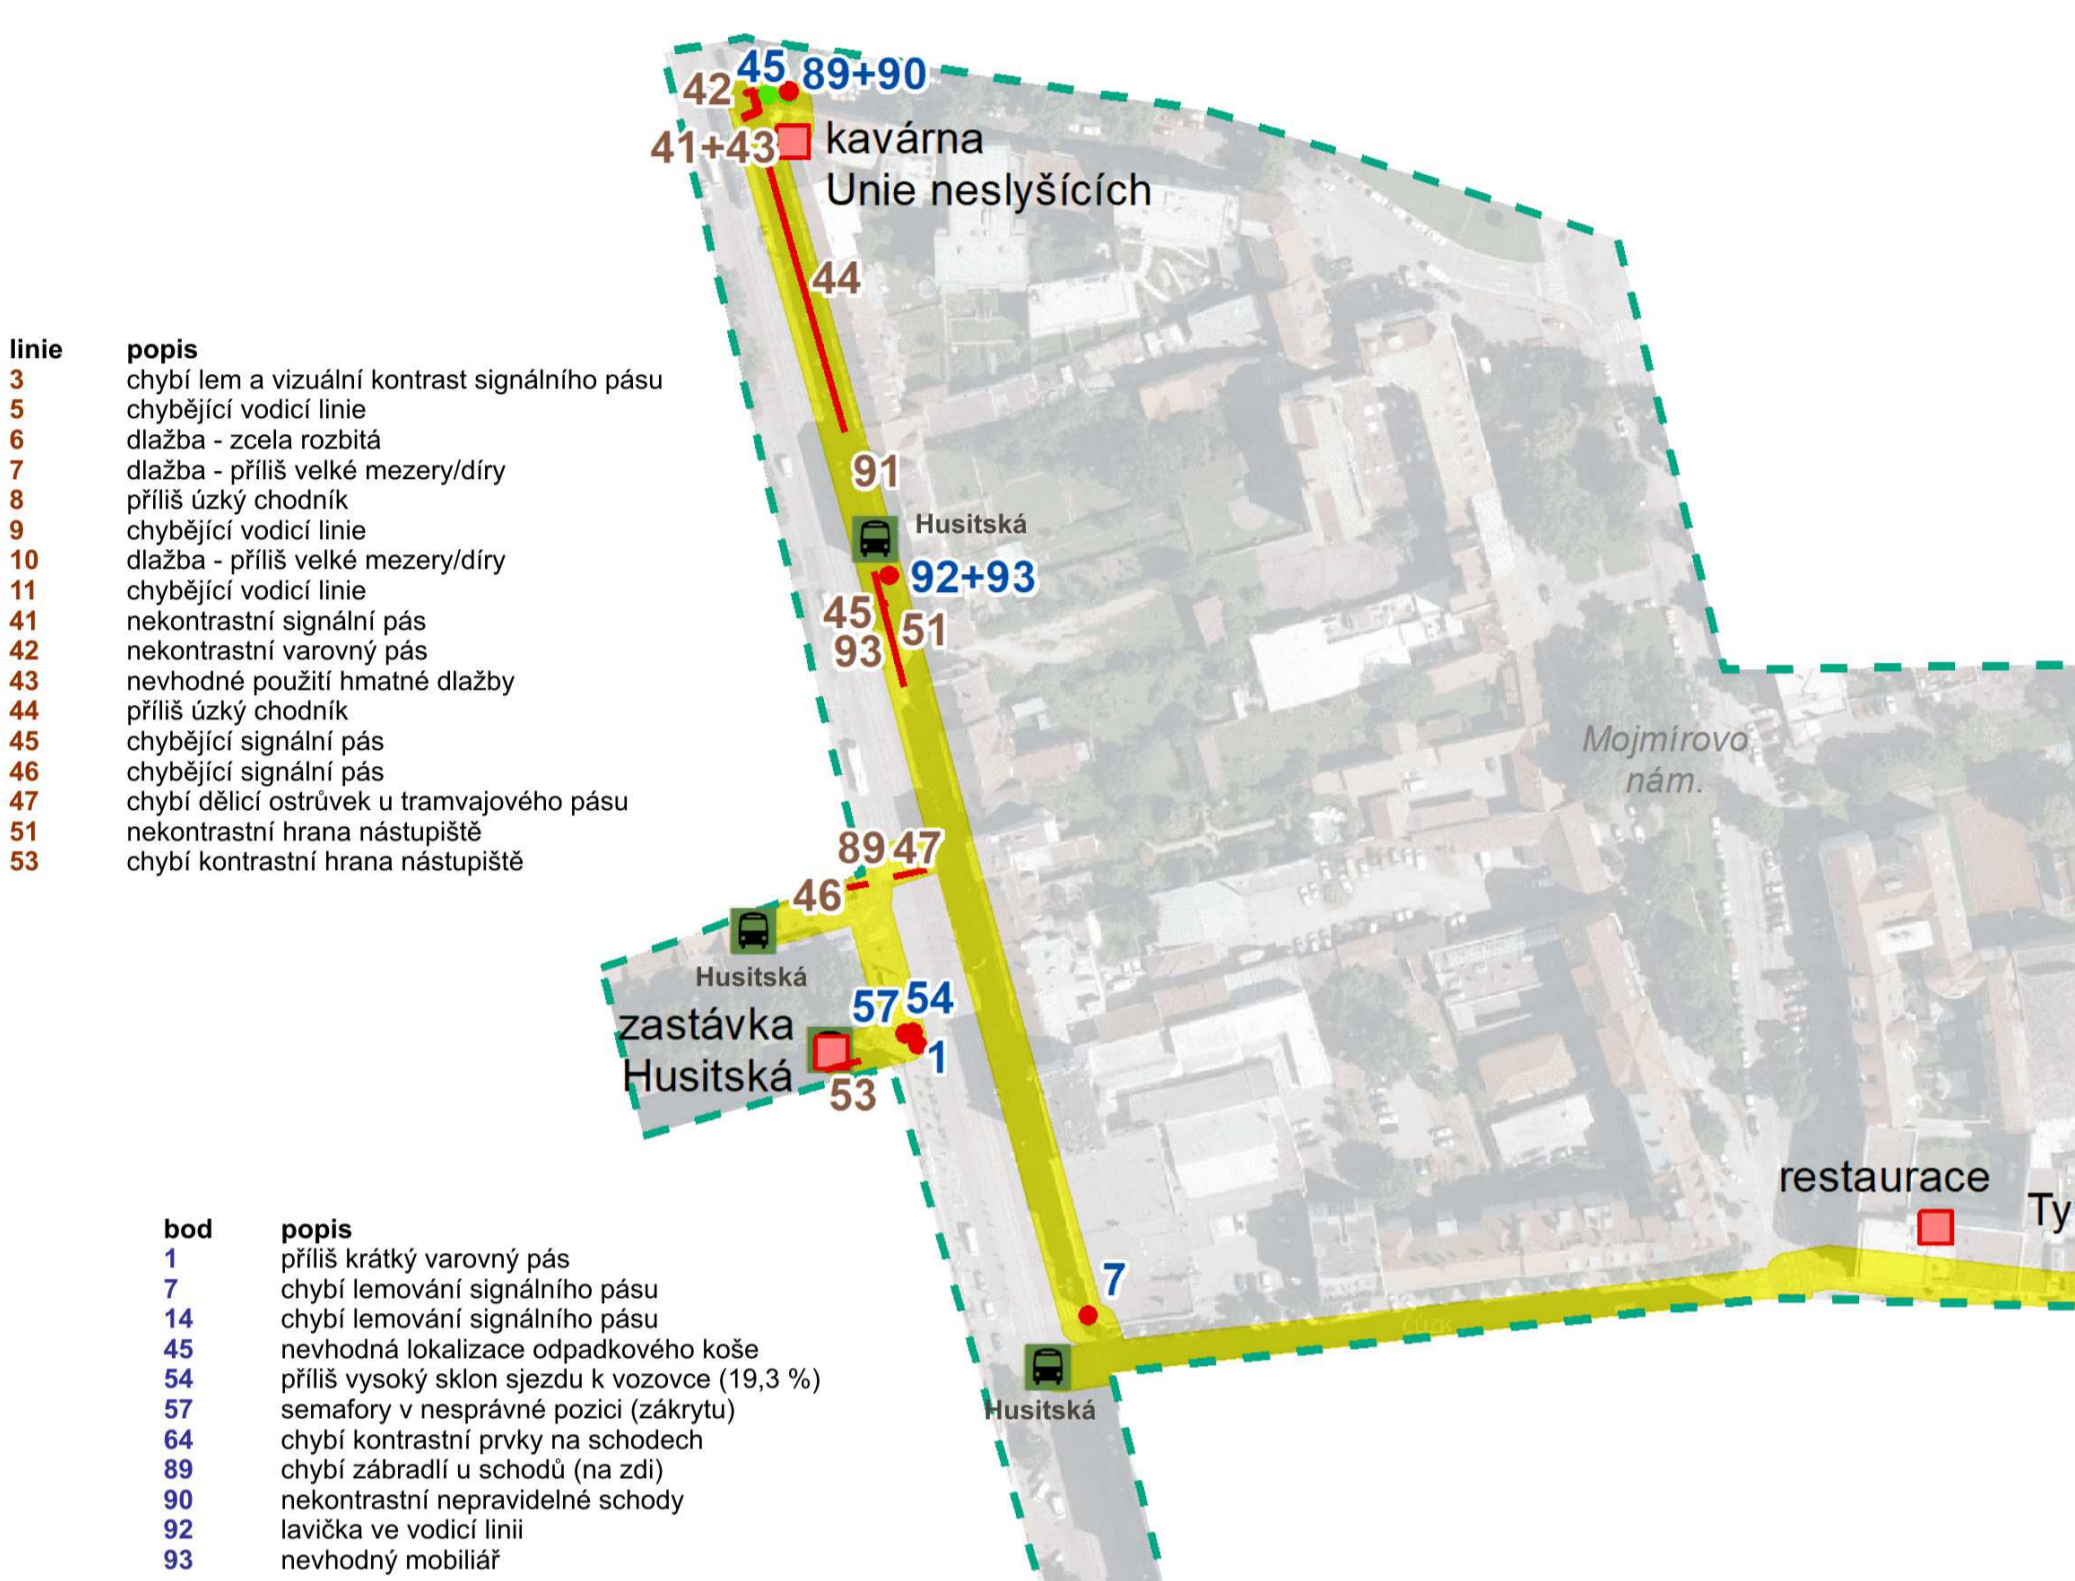 45 89+90
42
41+43 kavárna
Unie neslyšících
44
linie popis
3 chybí lem a vizuální kontrast signálního pásu
5 chybějící vodicí linie
6 dlažba - zcela rozbitá
7 dlažba - příliš velké mezery/díry
8 příliš úzký chodník
9 chybějící vodicí linie
10 dlažba - příliš velké mezery/díry
11 chybějící vodicí linie
41 nekontrastní signální pás
42 nekontrastní varovný pás
43 nevhodné použití hmatné dlažby
44 příliš úzký chodník
45 chybějící signální pás
46 chybějící signální pás
47 chybí dělicí ostrůvek u tramvajového pásu
51 nekontrastní hrana nástupiště
53 chybí kontrastní hrana nástupiště
91
Husitská
92+93
45
51
93
Mojmírovo
nám.
89 47
46
Husitská
57 54
zastávka
Husitská
1
53
restaurace
Ty
7
ČÚZK
Husitská
bod popis
1 příliš krátký varovný pás
7 chybí lemování signálního pásu
14 chybí lemování signálního pásu
45 nevhodná lokalizace odpadkového koše
54 příliš vysoký sklon sjezdu k vozovce (19,3 %)
57 semafory v nesprávné pozici (zákrytu)
64 chybí kontrastní prvky na schodech
89 chybí zábradlí u schodů (na zdi)
90 nekontrastní nepravidelné schody
92 lavička ve vodicí linii
93 nevhodný mobiliář